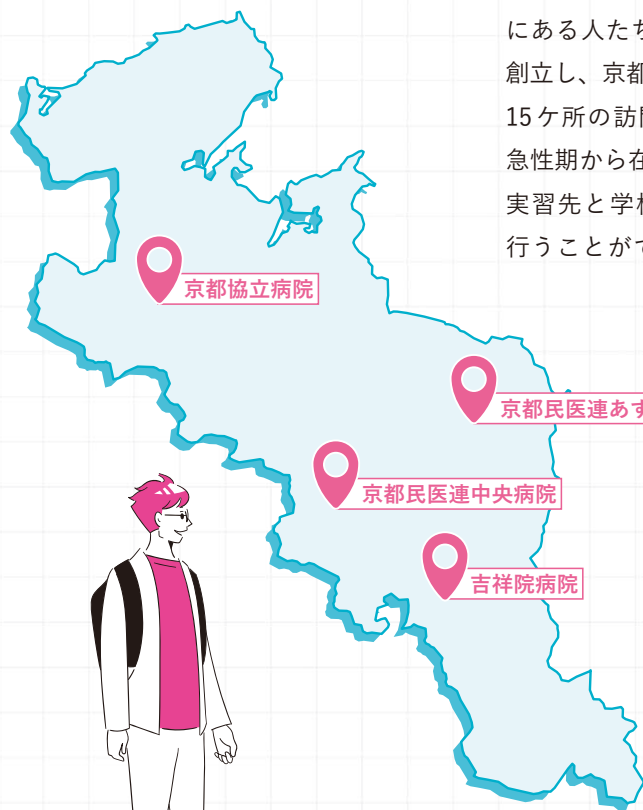 にある人たち
創立し、京都
15ケ所の訪
急性期から在
実習先と学
行うことが
京都協立病院
京都民医連あす
京都民医連中央病院
吉祥院病院